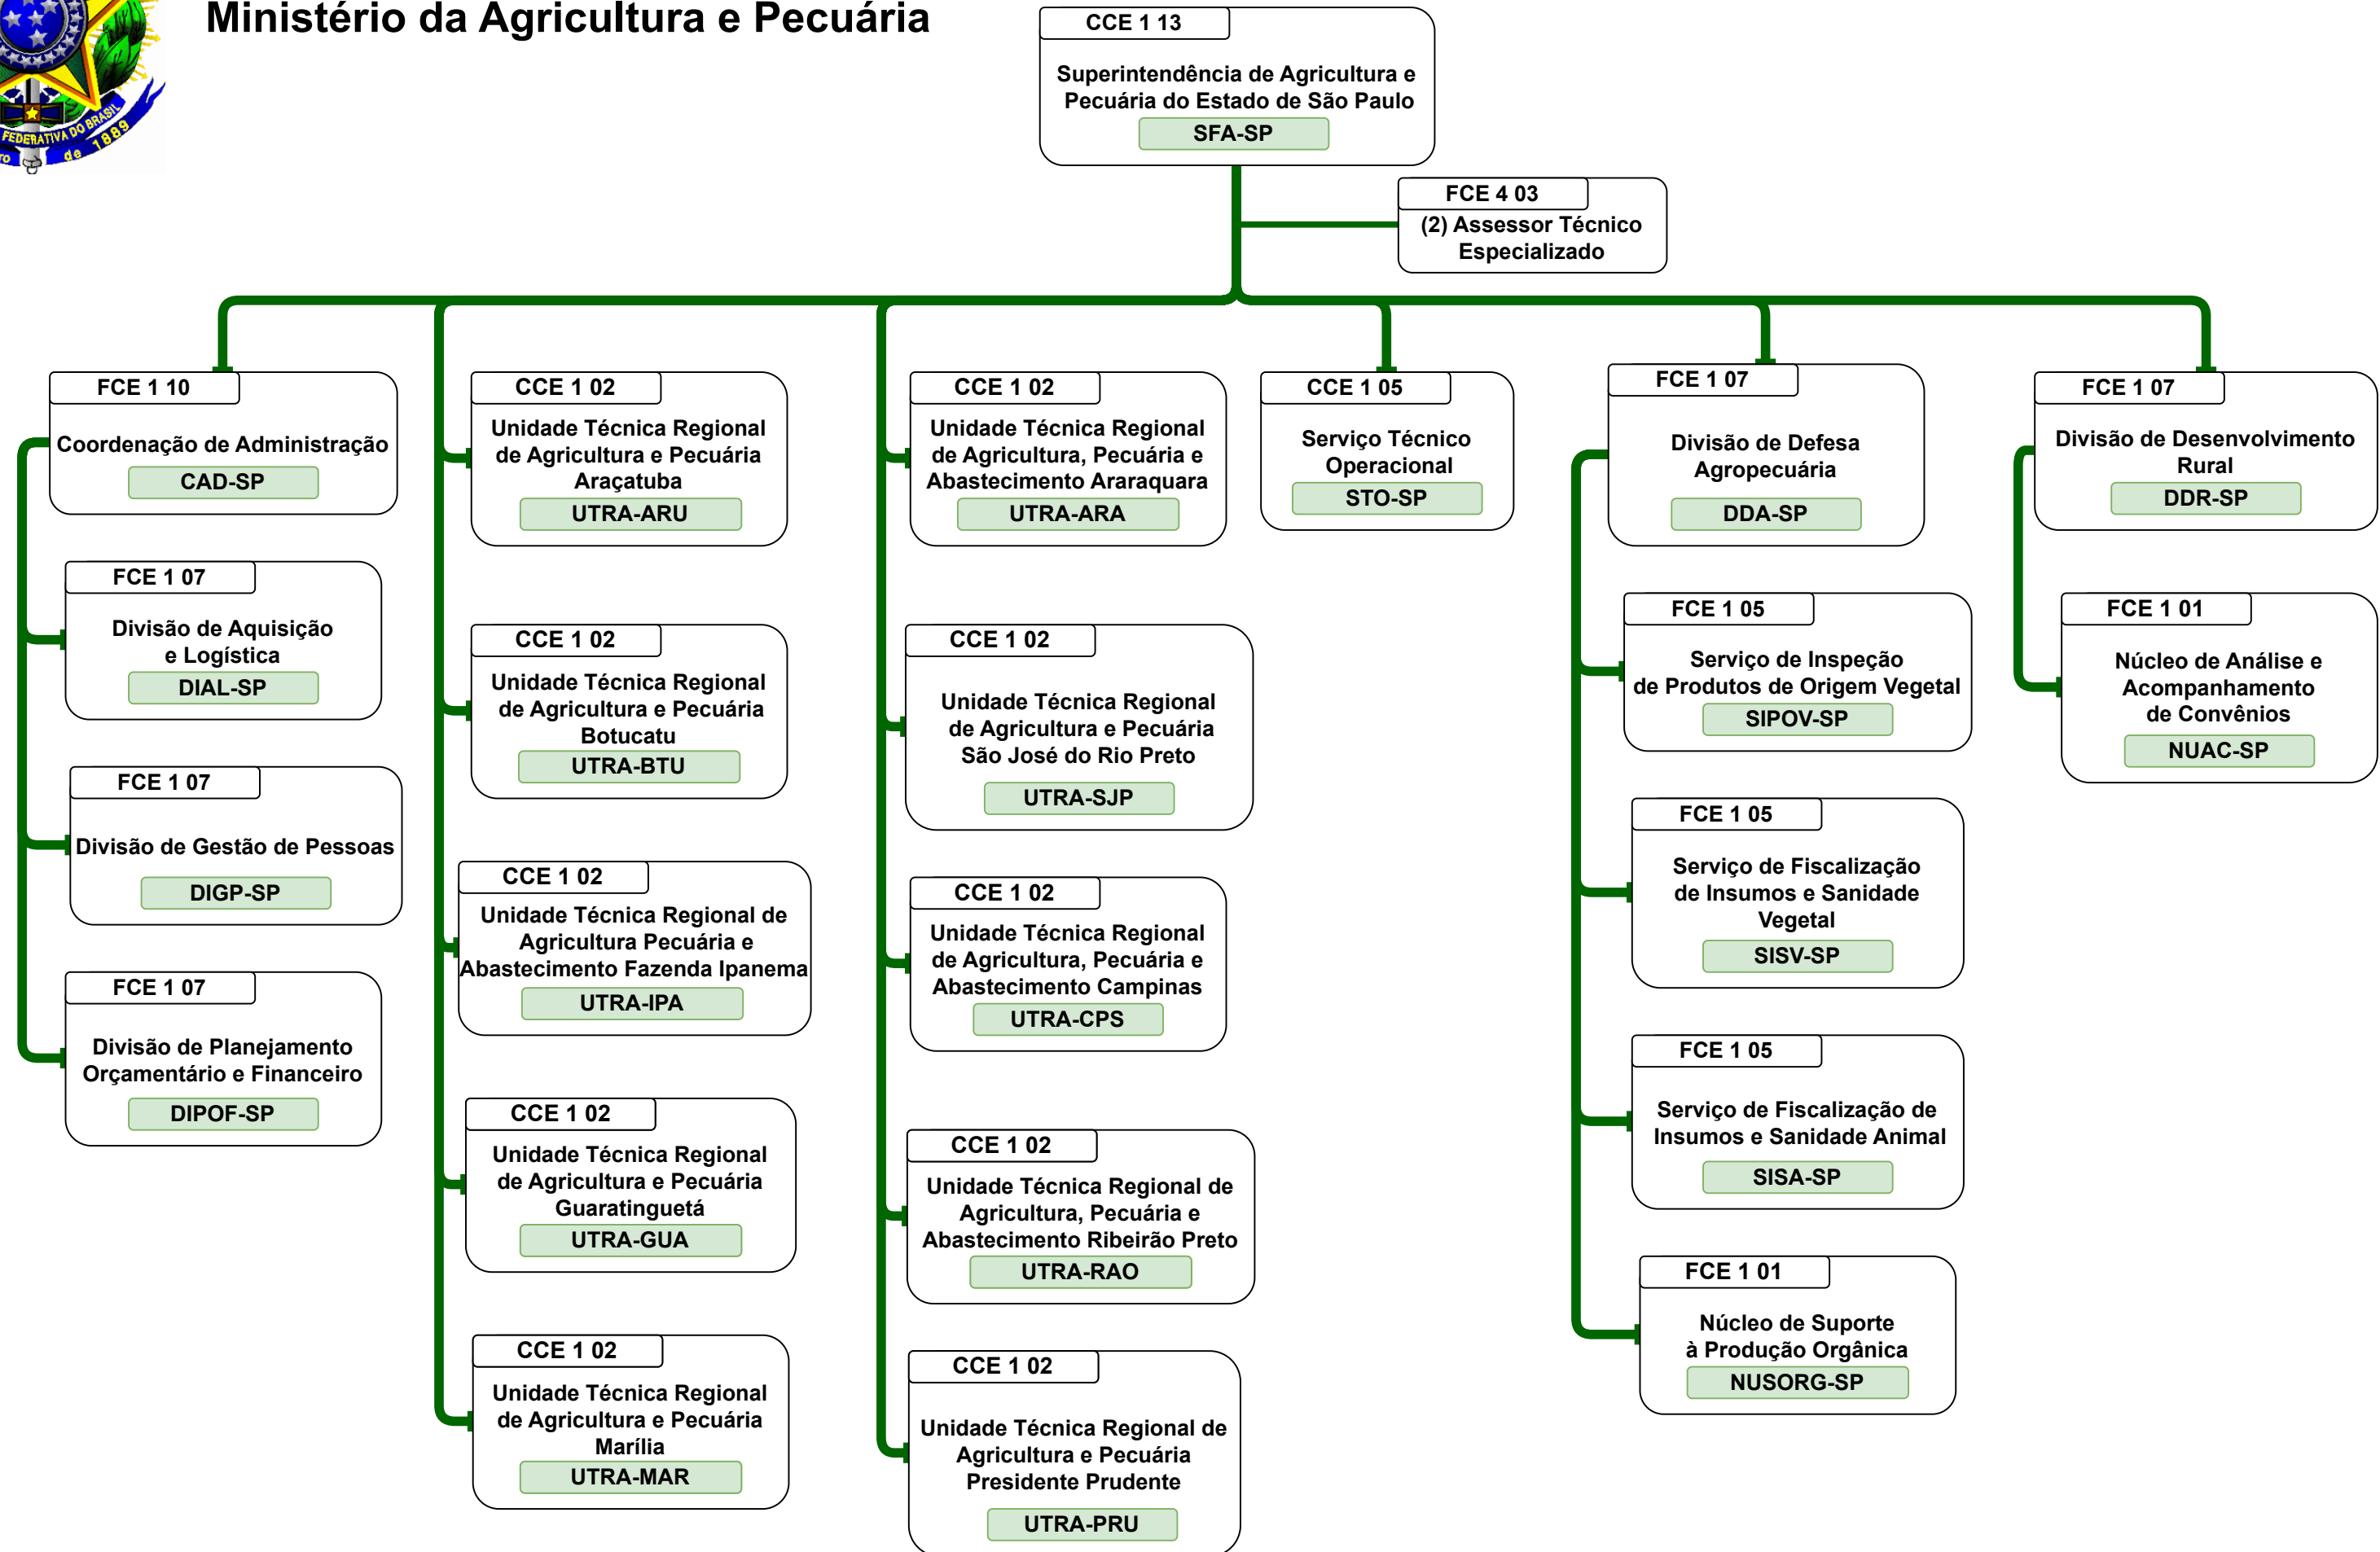 Ministério da Agricultura e Pecuária
FEDERATIVA DO BRASIL
de 1889
CCE 1 13
Superintendência de Agricultura e
Pecuária do Estado de São Paulo
SFA-SP
FCE 4 03
(2) Assessor Técnico
Especializado
FCE 1 10
Coordenação de Administração
CAD-SP
FCE 1 07
Divisão de Aquisição
e Logística
DIAL-SP
FCE 1 07
Divisão de Gestão de Pessoas
DIGP-SP
FCE 1 07
Divisão de Planejamento
Orçamentário e Financeiro
DIPOF-SP
CCE 1 02
Unidade Técnica Regional
de Agricultura e Pecuária
Araçatuba
UTRA-ARU
CCE 1 02
Unidade Técnica Regional
de Agricultura e Pecuária
Botucatu
UTRA-BTU
CCE 1 02
Unidade Técnica Regional de
Agricultura Pecuária e
Abastecimento Fazenda Ipanema
UTRA-IPA
CCE 1 02
Unidade Técnica Regional
de Agricultura e Pecuária
Guaratinguetá
UTRA-GUA
CCE 1 02
Unidade Técnica Regional
de Agricultura e Pecuária
Marília
UTRA-MAR
CCE 1 02
Unidade Técnica Regional
de Agricultura, Pecuária e
Abastecimento Araraquara
UTRA-ARA
CCE 1 02
Unidade Técnica Regional
de Agricultura e Pecuária
São José do Rio Preto
UTRA-SJP
CCE 1 02
Unidade Técnica Regional
de Agricultura, Pecuária e
Abastecimento Campinas
UTRA-CPS
CCE 1 02
Unidade Técnica Regional de
Agricultura, Pecuária e
Abastecimento Ribeirão Preto
UTRA-RAO
CCE 1 02
Unidade Técnica Regional de
Agricultura e Pecuária
Presidente Prudente
UTRA-PRU
CCE 1 05
Serviço Técnico
Operacional
STO-SP
FCE 1 07
Divisão de Defesa
Agropecuária
DDA-SP
FCE 1 05
Serviço de Inspeção
de Produtos de Origem Vegetal
SIPOV-SP
FCE 1 05
Serviço de Fiscalização
de Insumos e Sanidade
Vegetal
SISV-SP
FCE 1 05
Serviço de Fiscalização de
Insumos e Sanidade Animal
SISA-SP
FCE 1 01
Núcleo de Suporte
à Produção Orgânica
NUSORG-SP
FCE 1 07
Divisão de Desenvolvimento
Rural
DDR-SP
FCE 1 01
Núcleo de Análise e
Acompanhamento
de Convênios
NUAC-SP